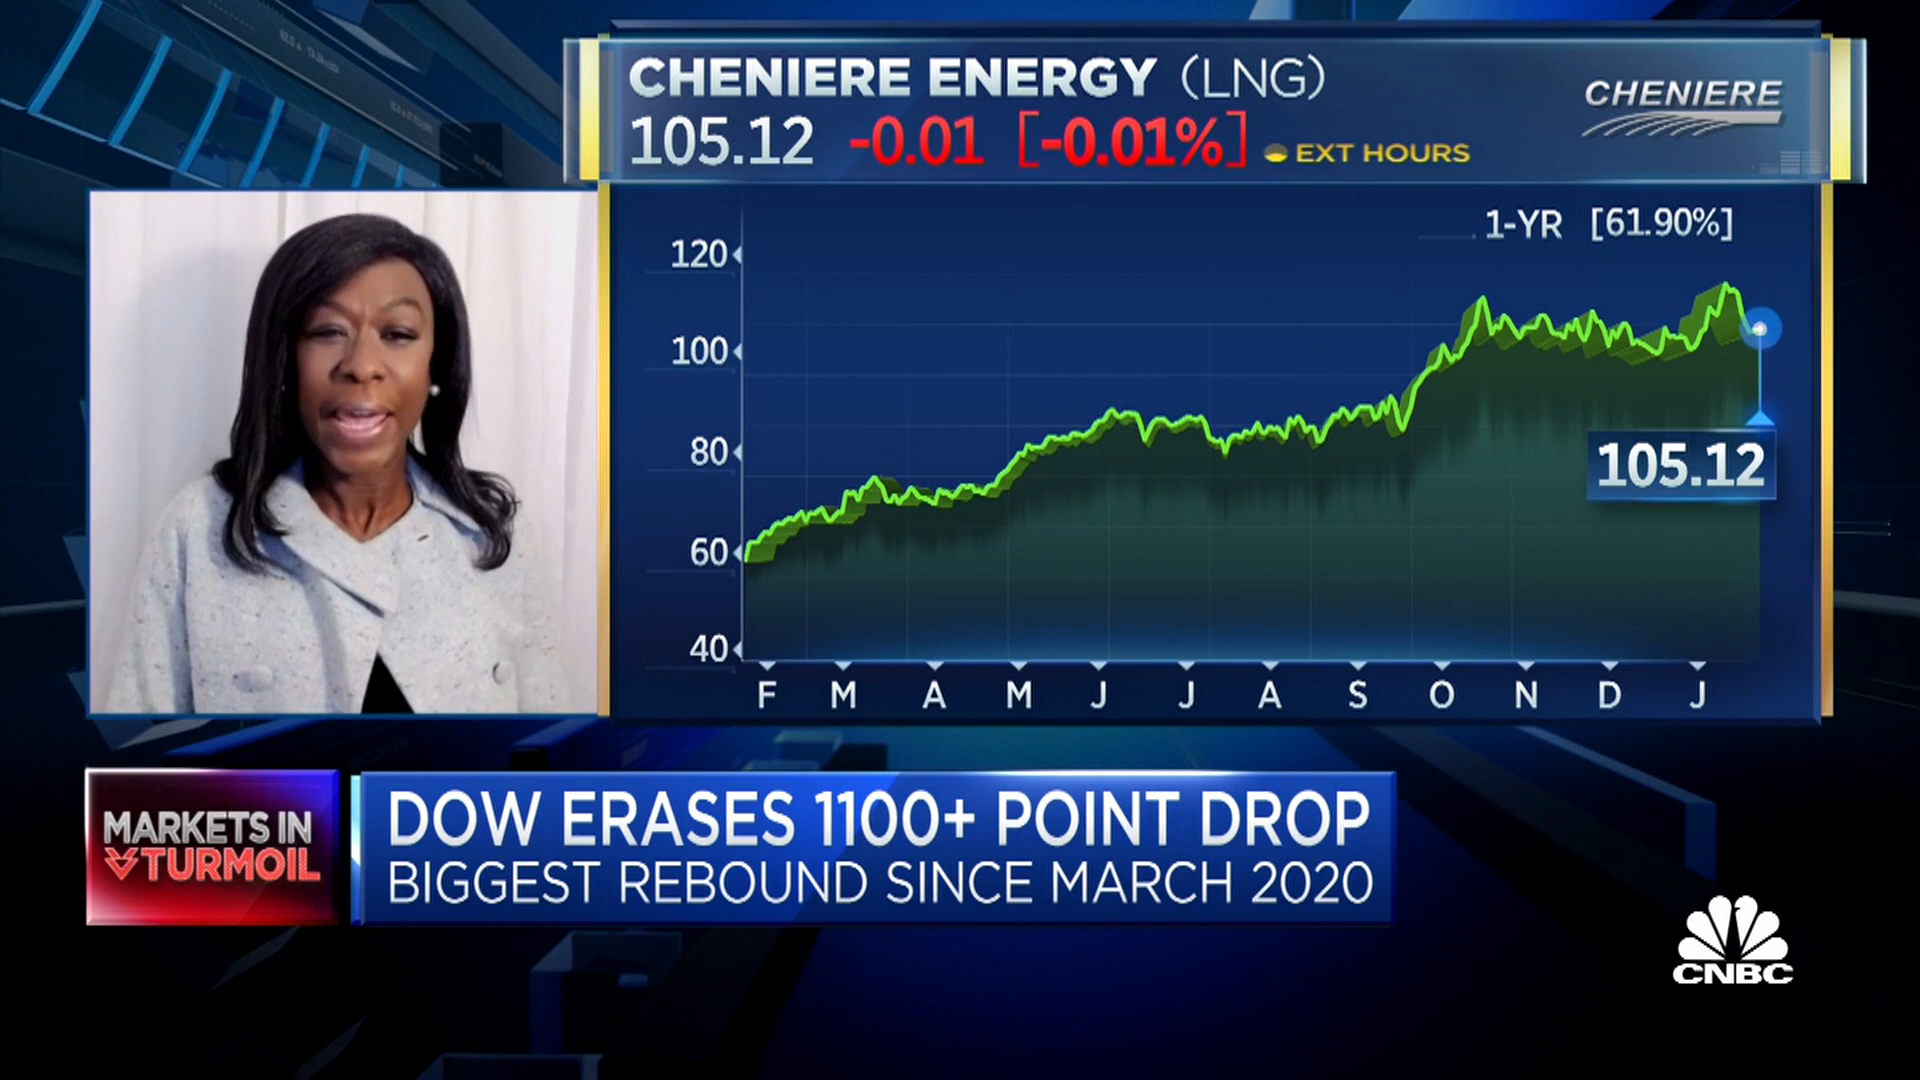 CHENIERE ENERGY (LNG)
105.12 -0.01 [-0.01%] EXT HOURS
CHENIERE
1-YR [61.90%]
120
100
80
60
40
105.12
F M A M J J A S O N D J
MARKETS IN
TURMOIL
DOW ERASES 1100+ POINT DROP
BIGGEST REBOUND SINCE MARCH 2020
CNBC